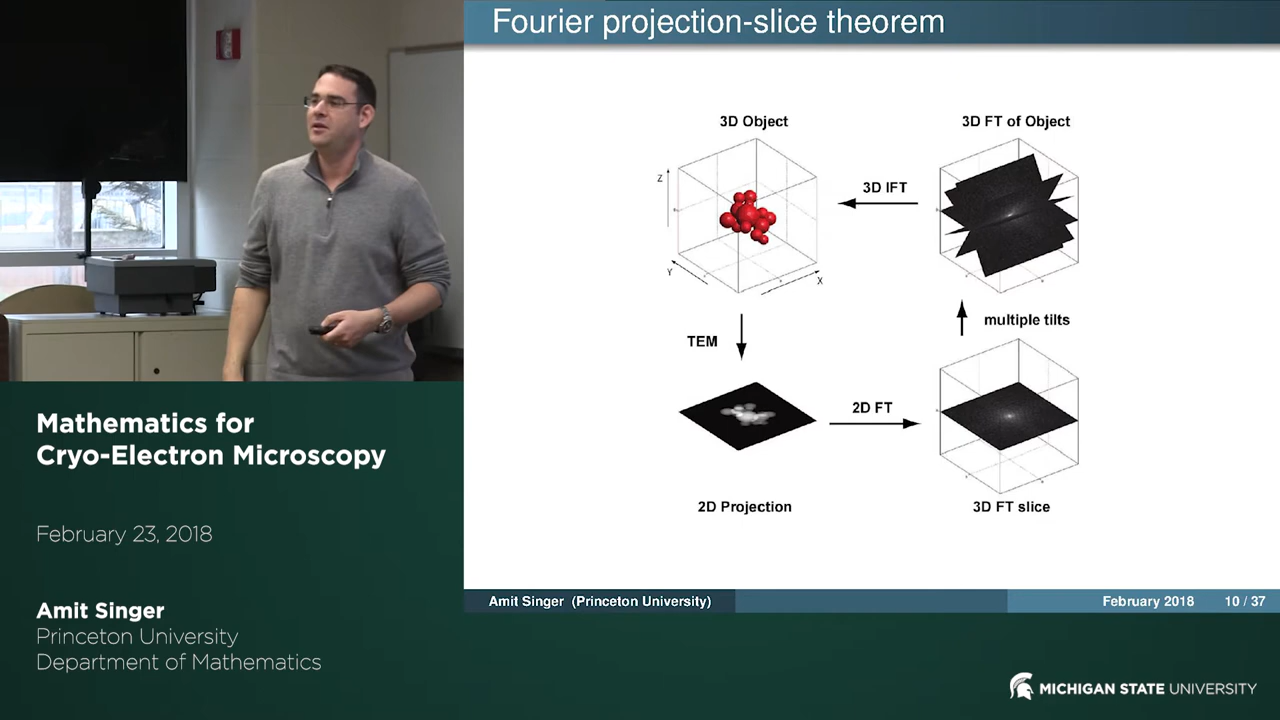 Fourier projection-slice theorem
3D Object
3D FT of Object
Z
Y
X
3D IFT
TEM
multiple tilts
2D FT
2D Projection
3D FT slice
Amit Singer (Princeton University)
February 2018
10 / 37
Mathematics for
Cryo-Electron Microscopy
February 23, 2018
Amit Singer
Princeton University
Department of Mathematics
MICHIGAN STATE UNIVERSITY